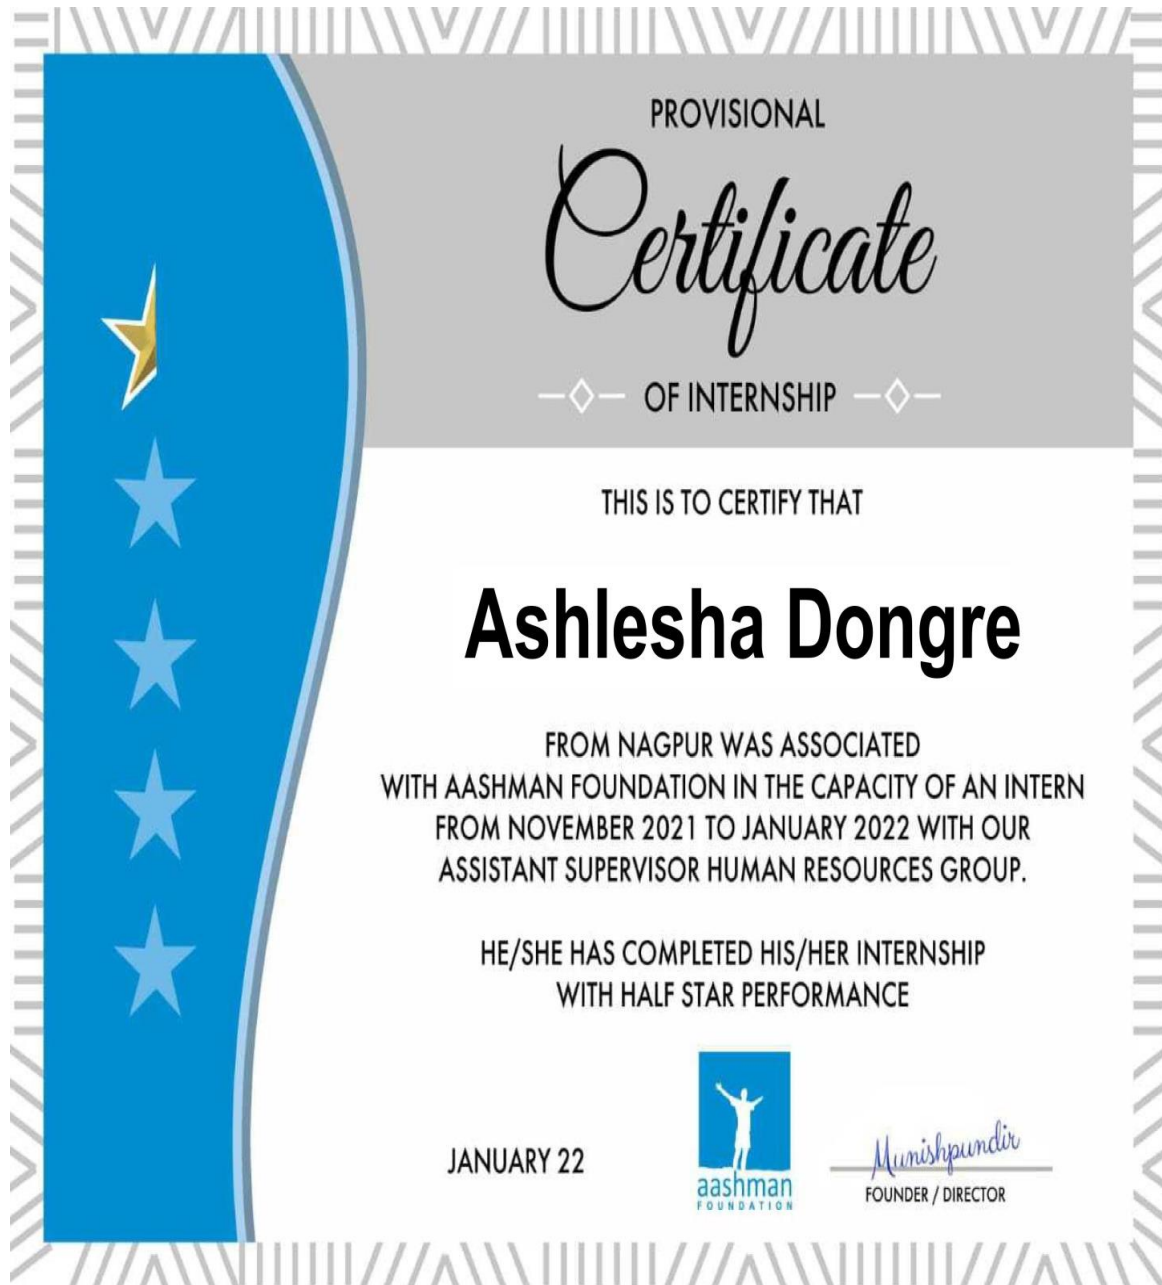 PROVISIONAL
Certificate
OF INTERNSHIP
THIS IS TO CERTIFY THAT
Ashlesha Dongre
FROM NAGPUR WAS ASSOCIATED
WITH AASHMAN FOUNDATION IN THE CAPACITY OF AN INTERN
FROM NOVEMBER 2021 TO JANUARY 2022 WITH OUR
ASSISTANT SUPERVISOR HUMAN RESOURCES GROUP.
HE/SHE HAS COMPLETED HIS/HER INTERNSHIP
WITH HALF STAR PERFORMANCE
JANUARY 22
aashman
FOUNDATION
Munishpundir
FOUNDER / DIRECTOR